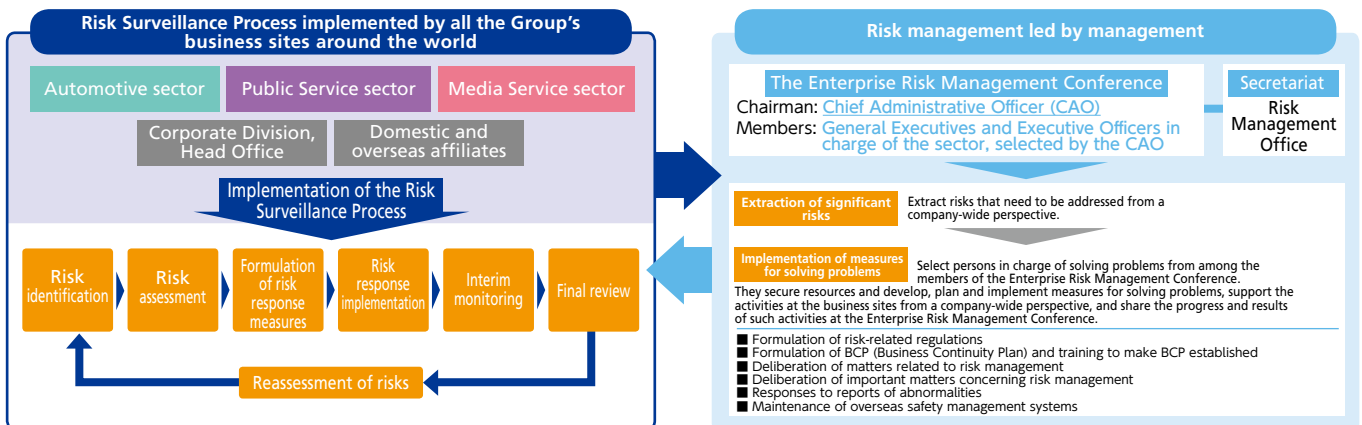 Risk Surveillance Process implemented by all the Group's
business sites around the world
Automotive sector
Public Service sector
Media Service sector
Corporate Division,
Head Office
Domestic and
overseas affiliates
Implementation of the Risk
Surveillance Process
Risk
identification
Risk
assessment
Formulation
of risk
response
measures
Risk
response
implementation
Interim
monitoring
Final review
Reassessment of risks
Risk management led by management
The Enterprise Risk Management Conference
Chairman: Chief Administrative Officer (CAO)
Members: General Executives and Executive Officers in
charge of the sector, selected by the CAO
Secretariat
Risk
Management
Office
Extraction of significant
risks
Extract risks that need to be addressed from a
company-wide perspective.
Implementation of measures
for solving problems
Select persons in charge of solving problems from among the
members of the Enterprise Risk Management Conference.
They secure resources and develop, plan and implement measures for solving problems, support the
activities at the business sites from a company-wide perspective, and share the progress and results
of such activities at the Enterprise Risk Management Conference.
■ Formulation of risk-related regulations
■ Formulation of BCP (Business Continuity Plan) and training to make BCP established
■ Deliberation of matters related to risk management
■ Deliberation of important matters concerning risk management
■ Responses to reports of abnormalities
■ Maintenance of overseas safety management systems